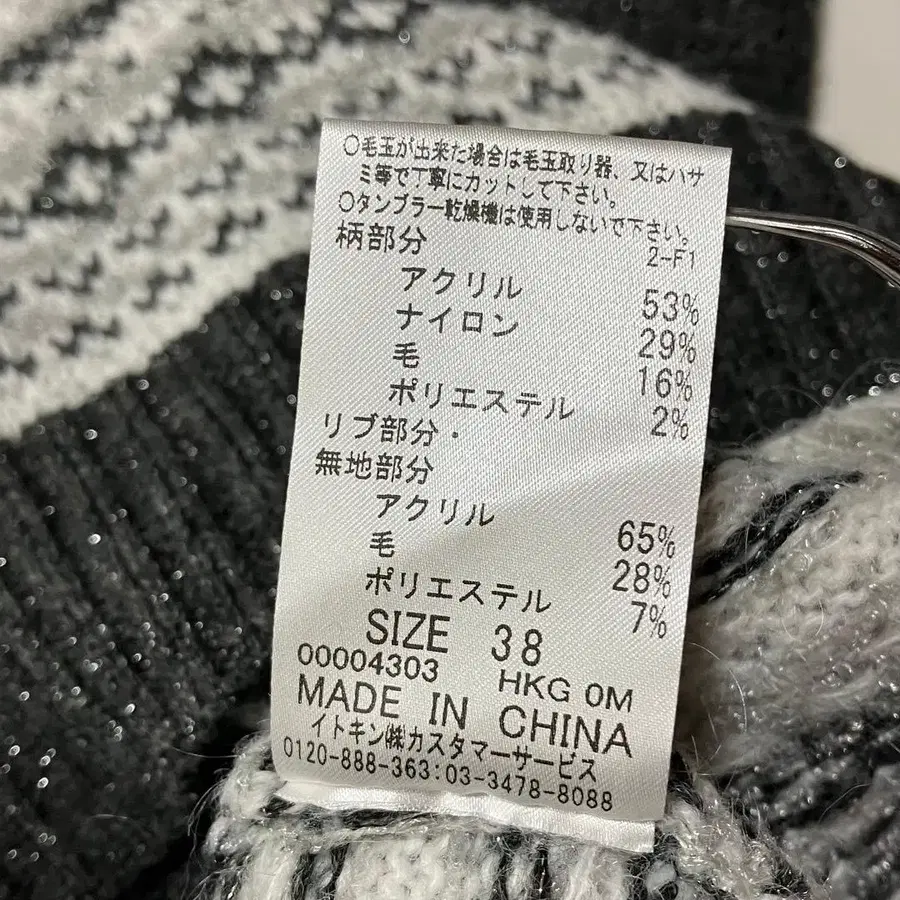 ○毛玉が出来た場合は毛玉取り器、又はハサ
ミ等で丁寧にカットして下さい。
○タンブラー乾燥機は使用しないで下さい。
柄部分 2-F1
アクリル 53%
ナイロン 29%
毛 16%
ポリエステル 2%
リブ部分・
無地部分
アクリル 65%
毛 28%
ポリエステル 7%
SIZE 38
00004303 HKG 0M
MADE IN CHINA
イトキン㈱カスタマーサービス
0120-888-363:03-3478-8088